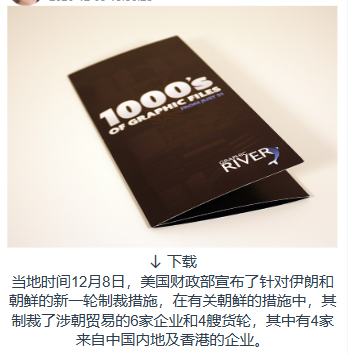 1000's
OF GRAPHIC FILES
GRAPHIC
RIVER
↓ 下载
当地时间12月8日，美国财政部宣布了针对伊朗和
朝鲜的新一轮制裁措施，在有关朝鲜的措施中，其
制裁了涉朝贸易的6家企业和4艘货轮，其中有4家
来自中国内地及香港的企业。